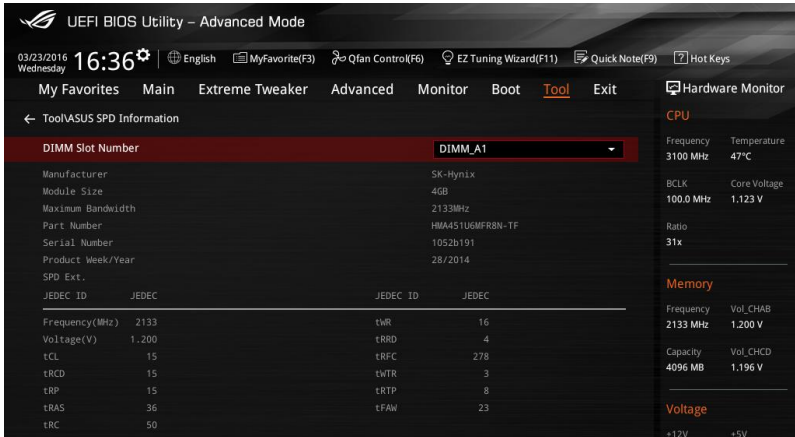 UEFI BIOS Utility – Advanced Mode
03/23/2016 Wednesday 16:36 English MyFavorite(F3) Qfan Control(F6) EZ Tuning Wizard(F11) Quick Note(F9) ? Hot Keys
My Favorites Main Extreme Tweaker Advanced Monitor Boot Tool Exit
← Tool\ASUS SPD Information
DIMM Slot Number DIMM_A1
Manufacturer SK-Hynix
Module Size 4GB
Maximum Bandwidth 2133MHz
Part Number HMA451U6MFR8N-TF
Serial Number 1052b191
Product Week/Year 28/2014
SPD Ext.
JEDEC ID JEDEC JEDEC ID JEDEC
Frequency(MHz) 2133 tWR 16
Voltage(V) 1.200 tRRD 4
tCL 15 tRFC 278
tRCD 15 tWTR 3
tRP 15 tRTP 8
tRAS 36 tFAW 23
tRC 50
Hardware Monitor
CPU
Frequency Temperature
3100 MHz 47°C
BCLK Core Voltage
100.0 MHz 1.123 V
Ratio
31x
Memory
Frequency Vol_CHAB
2133 MHz 1.200 V
Capacity Vol_CHCD
4096 MB 1.196 V
Voltage
+12V +5V